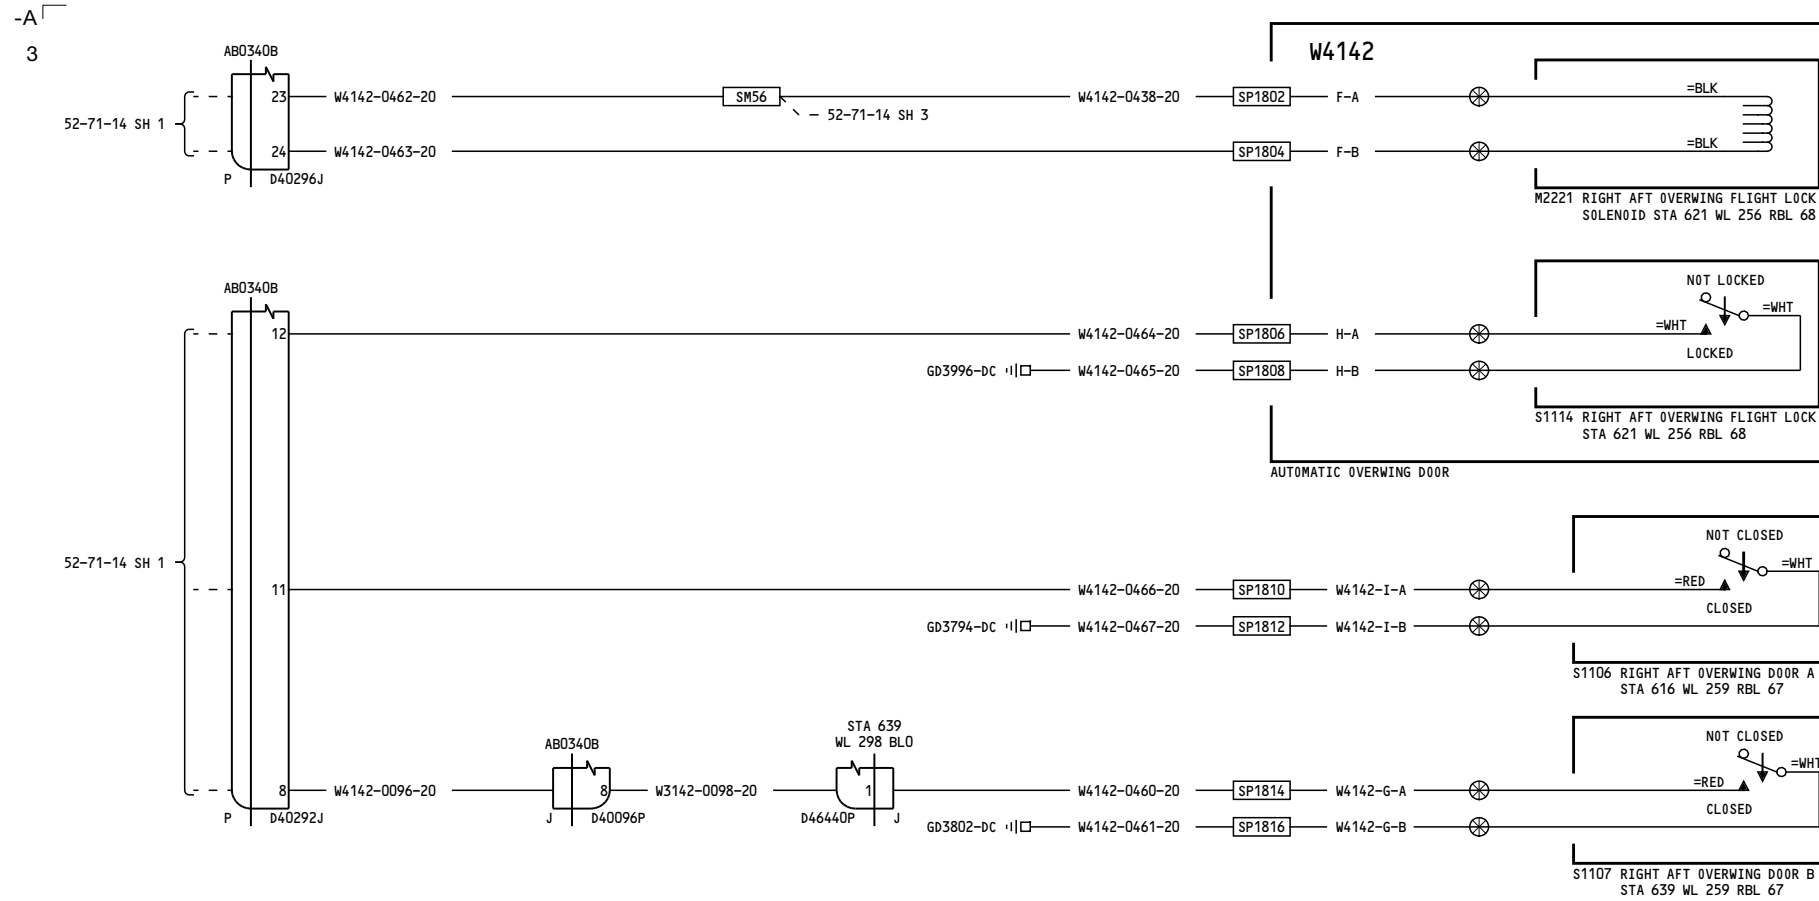 -A
3
AB0340B
W4142
23
W4142-0462-20
SM56
W4142-0438-20
SP1802
F-A
=BLK
52-71-14 SH 3
52-71-14 SH 1
24
W4142-0463-20
SP1804
F-B
=BLK
P
D40296J
M2221 RIGHT AFT OVERWING FLIGHT LOCK
SOLENOID STA 621 WL 256 RBL 68
AB0340B
NOT LOCKED
=WHT
12
W4142-0464-20
SP1806
H-A
=WHT
LOCKED
GD3996-DC
W4142-0465-20
SP1808
H-B
S1114 RIGHT AFT OVERWING FLIGHT LOCK
STA 621 WL 256 RBL 68
AUTOMATIC OVERWING DOOR
NOT CLOSED
=WHT
52-71-14 SH 1
11
W4142-0466-20
SP1810
W4142-I-A
=RED
CLOSED
GD3794-DC
W4142-0467-20
SP1812
W4142-I-B
S1106 RIGHT AFT OVERWING DOOR A
STA 616 WL 259 RBL 67
STA 639
WL 298 BL0
AB0340B
NOT CLOSED
=WHT
8
W4142-0096-20
8
W3142-0098-20
1
W4142-0460-20
SP1814
W4142-G-A
=RED
CLOSED
P
D40292J
J
D40096P
D46440P
J
GD3802-DC
W4142-0461-20
SP1816
W4142-G-B
S1107 RIGHT AFT OVERWING DOOR B
STA 639 WL 259 RBL 67